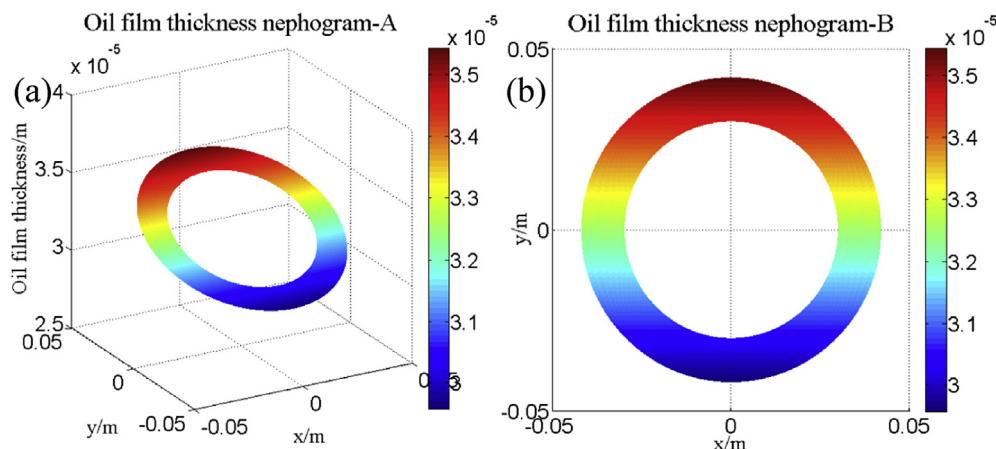 Oil film thickness nephogram-A
x 10⁻⁵
x 10⁻⁵
(a)
4
3.5
3
2.5
Oil film thickness/m
0.05
0
-0.05
y/m
-0.05
0
x/m
3.5
3.4
3.3
3.2
3.1
3
Oil film thickness nephogram-B
x 10⁻⁵
(b)
0.05
0
-0.05
y/m
-0.05
0
0.05
x/m
3.5
3.4
3.3
3.2
3.1
3